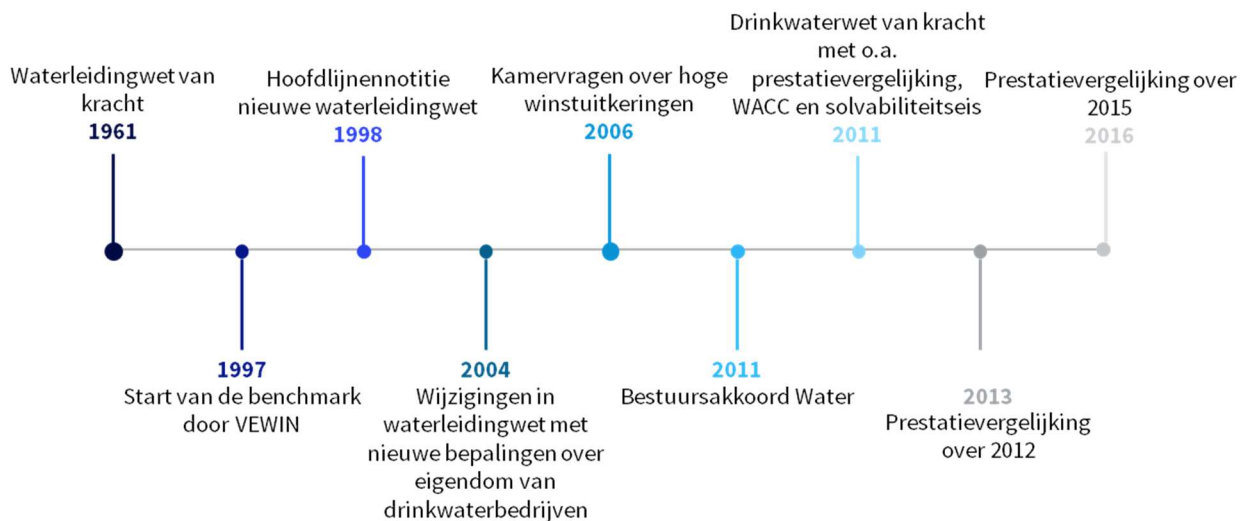 Waterleidingwet van
kracht
1961
Start van de benchmark
door VEWIN
1997
Hoofdlijnennotitie
nieuwe waterleidingwet
1998
2004
Wijzigingen in
waterleidingwet met
nieuwe bepalingen over
eigendom van
drinkwaterbedrijven
Kamervragen over hoge
winstuitkeringen
2006
2011
Bestuursakkoord Water
Drinkwaterwet van kracht
met o.a.
prestatievergelijking,
WACC en solvabiliteitseis
2011
2013
Prestatievergelijking
over 2012
Prestatievergelijking over
2015
2016